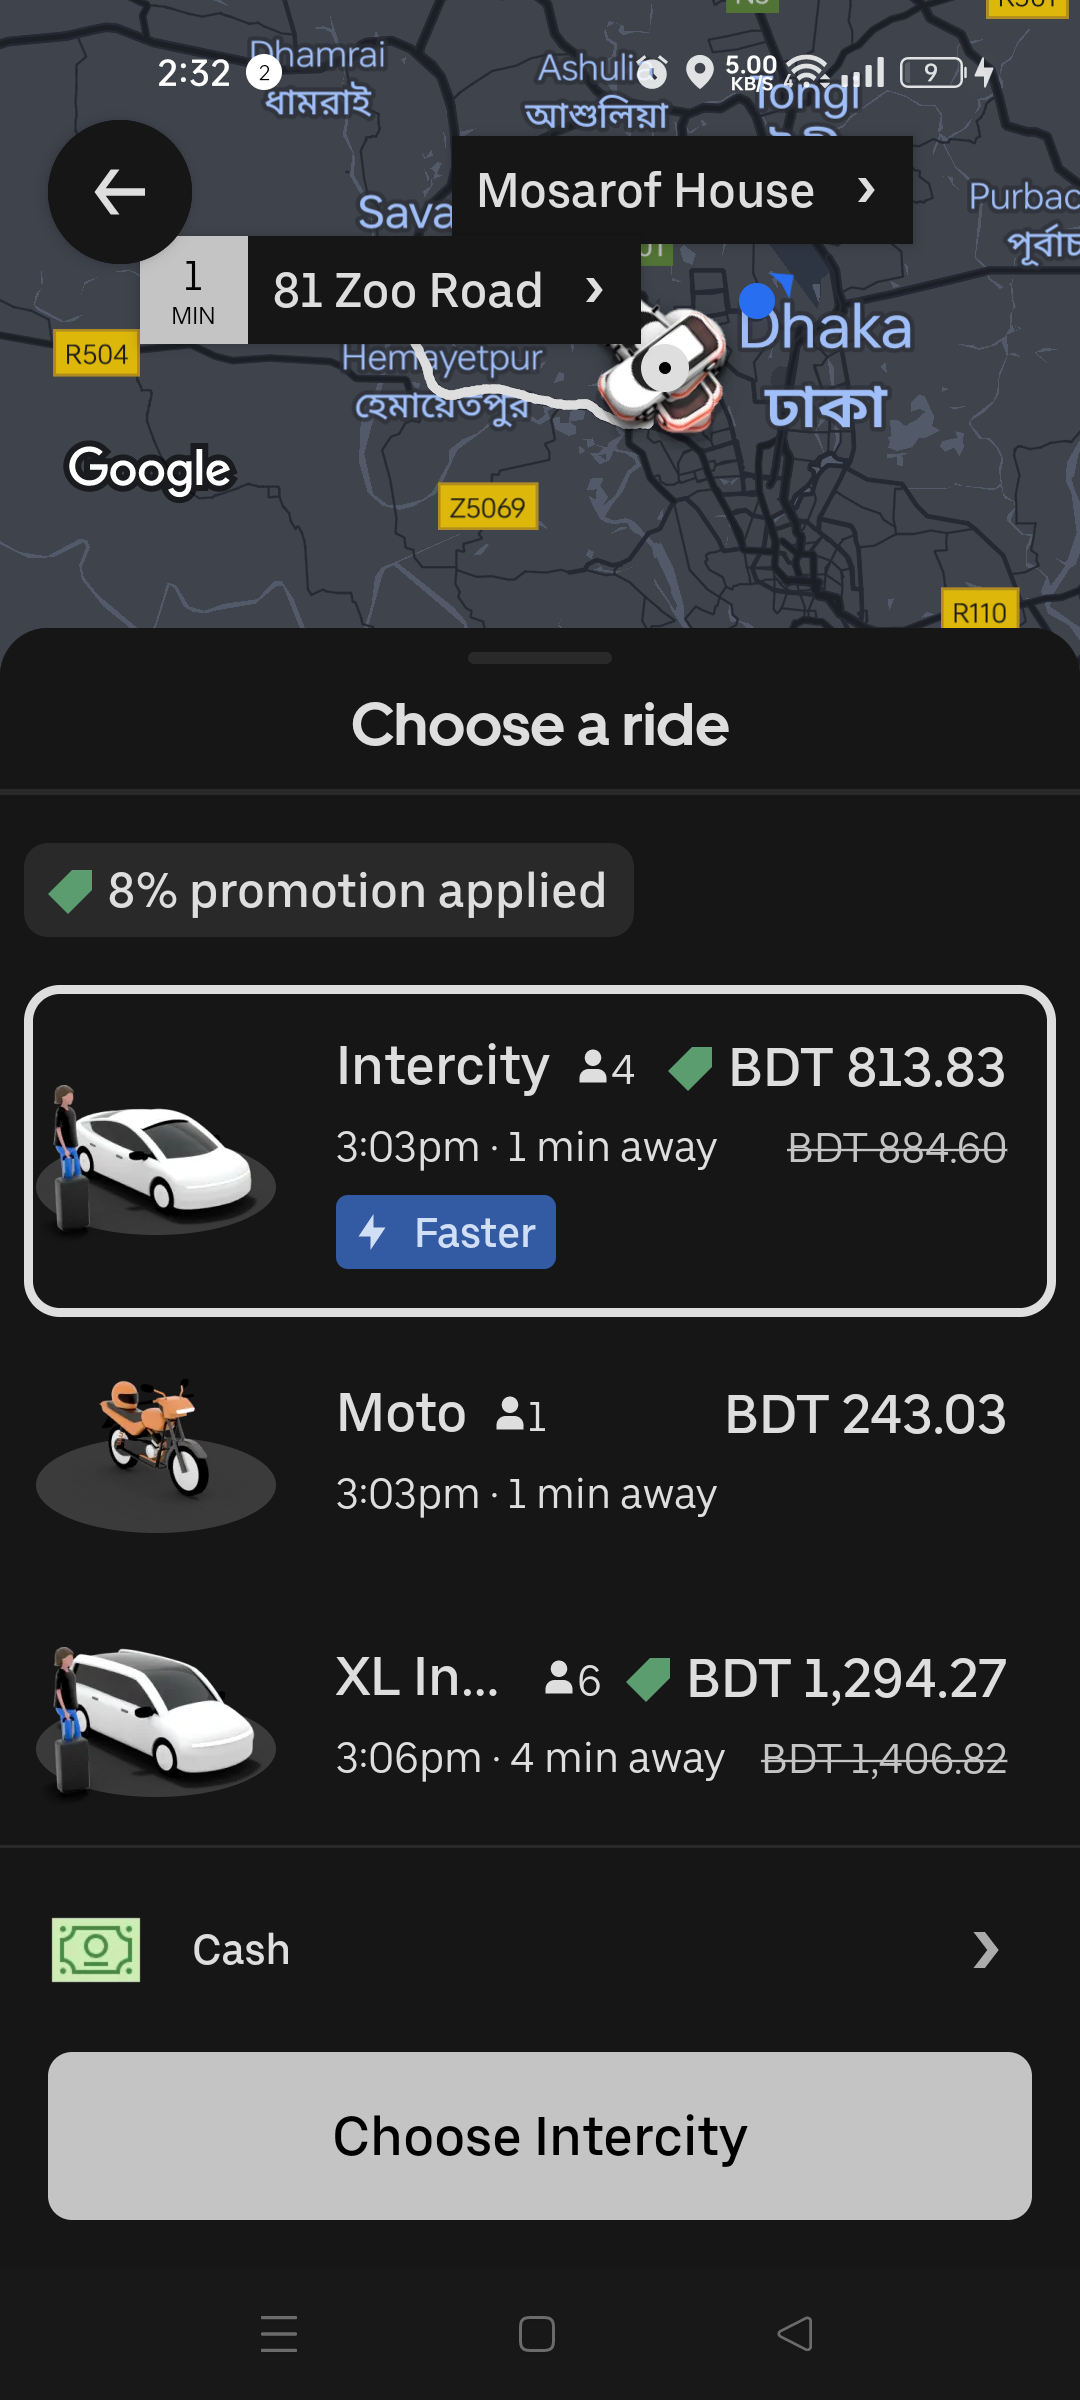 Dhamrai
ধামরাই
2:32 2
Ashulia
আশুলিয়া
5.00
KB/S
9
Tongi
R301
Mosarof House
Purbac
পূর্বাচ
Sava
1
MIN
81 Zoo Road
R504
Hemayetpur
হেমায়েতপুর
Dhaka
ঢাকা
Google
Z5069
R110
Choose a ride
8% promotion applied
Intercity 4 BDT 813.83
3:03pm · 1 min away BDT 884.60
Faster
Moto 1 BDT 243.03
3:03pm · 1 min away
XL In... 6 BDT 1,294.27
3:06pm · 4 min away BDT 1,406.82
Cash
Choose Intercity